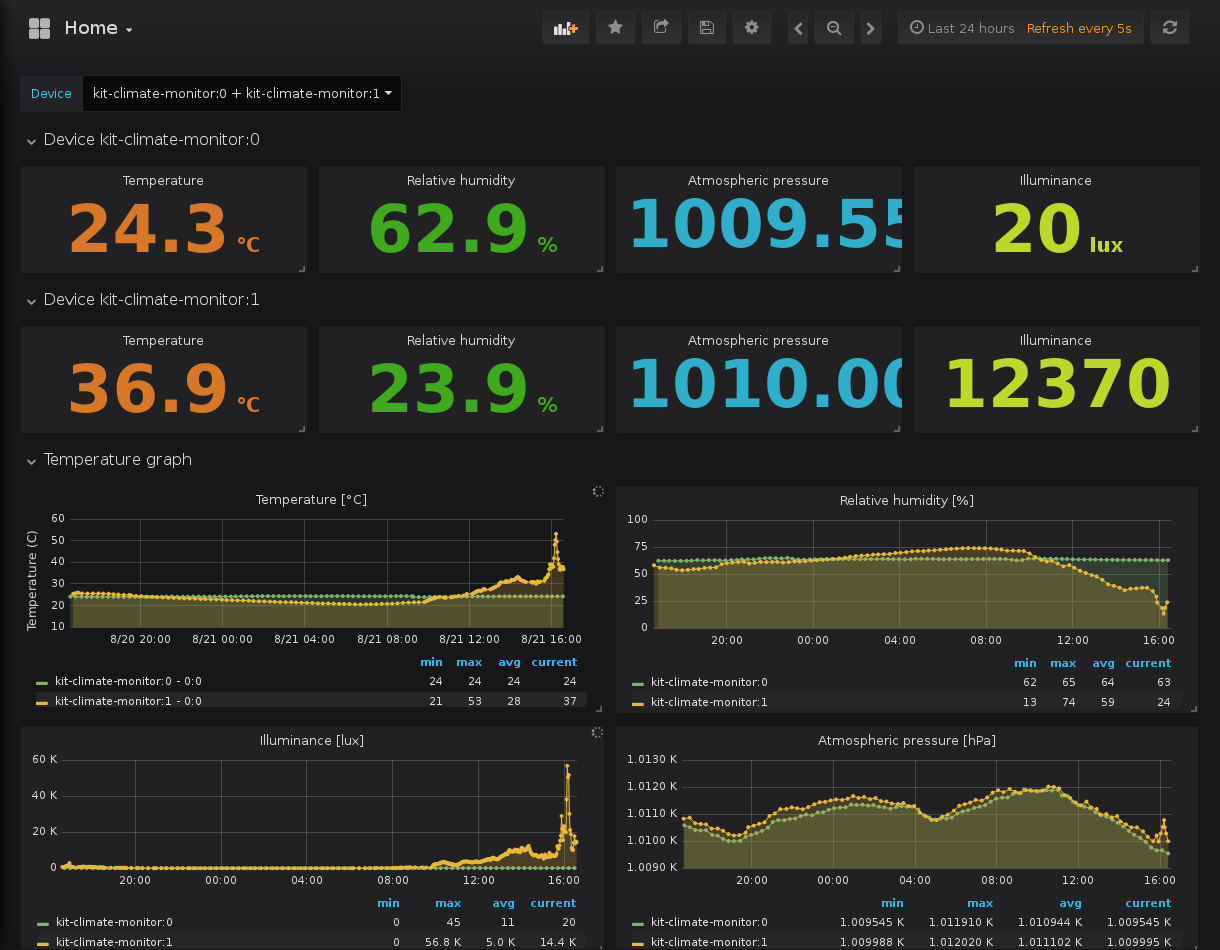 Home
Last 24 hours Refresh every 5s
Device kit-climate-monitor:0 + kit-climate-monitor:1
Device kit-climate-monitor:0
Temperature Relative humidity Atmospheric pressure Illuminance
24.3 °C 62.9 % 1009.55 20 lux
Device kit-climate-monitor:1
Temperature Relative humidity Atmospheric pressure Illuminance
36.9 °C 23.9 % 1010.00 12370
Temperature graph
Temperature [°C]
Temperature (C)
60
50
40
30
20
10
8/20 20:00 8/21 00:00 8/21 04:00 8/21 08:00 8/21 12:00 8/21 16:00
min max avg current
kit-climate-monitor:0 - 0:0 24 24 24 24
kit-climate-monitor:1 - 0:0 21 53 28 37
Relative humidity [%]
100
75
50
25
0
20:00 00:00 04:00 08:00 12:00 16:00
min max avg current
kit-climate-monitor:0 62 65 64 63
kit-climate-monitor:1 13 74 59 24
Illuminance [lux]
60 K
40 K
20 K
0
20:00 00:00 04:00 08:00 12:00 16:00
min max avg current
kit-climate-monitor:0 0 45 11 20
kit-climate-monitor:1 0 56.8 K 5.0 K 14.4 K
Atmospheric pressure [hPa]
1.0130 K
1.0120 K
1.0110 K
1.0100 K
1.0090 K
20:00 00:00 04:00 08:00 12:00 16:00
min max avg current
kit-climate-monitor:0 1.009545 K 1.011910 K 1.010944 K 1.009545 K
kit-climate-monitor:1 1.009988 K 1.012020 K 1.011102 K 1.009995 K